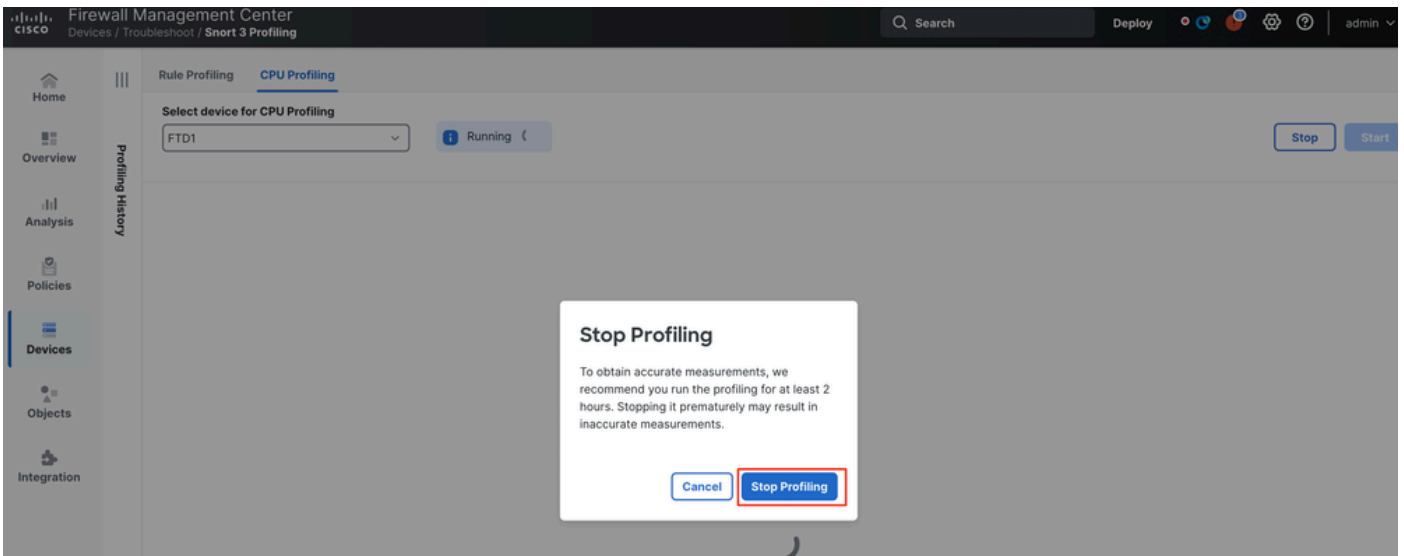 CISCO
Firewall Management Center
Devices / Troubleshoot / Snort 3 Profiling
Search
Deploy
admin
Home
Overview
Analysis
Policies
Devices
Objects
Integration
Profiling History
Rule Profiling
CPU Profiling
Select device for CPU Profiling
FTD1
Running
Stop
Start
Stop Profiling
To obtain accurate measurements, we
recommend you run the profiling for at least 2
hours. Stopping it prematurely may result in
inaccurate measurements.
Cancel
Stop Profiling